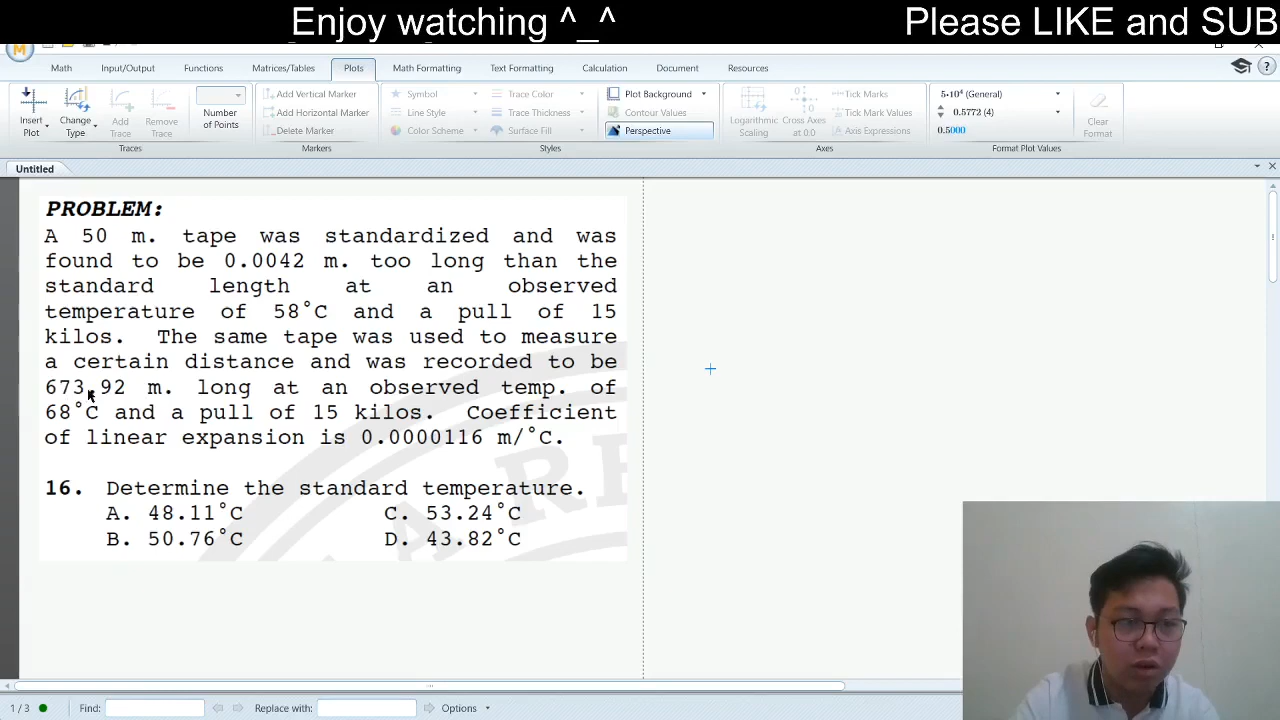 Enjoy watching ^_^
Please LIKE and SUB
Math Input/Output Functions Matrices/Tables Plots Math Formatting Text Formatting Calculation Document Resources
Insert Plot
Change Type
Add Trace
Remove Trace
Traces
Number of Points
Add Vertical Marker
Add Horizontal Marker
Delete Marker
Markers
Symbol
Line Style
Color Scheme
Trace Color
Trace Thickness
Surface Fill
Plot Background
Contour Values
Perspective
Styles
Logarithmic Scaling
Cross Axes at 0.0
Tick Marks
Tick Mark Values
Axis Expressions
Axes
5·10⁴ (General)
0.5772 (4)
0.5000
Format Plot Values
Clear Format
Untitled
PROBLEM:
A 50 m. tape was standardized and was
found to be 0.0042 m. too long than the
standard length at an observed
temperature of 58°C and a pull of 15
kilos. The same tape was used to measure
a certain distance and was recorded to be
673.92 m. long at an observed temp. of
68°C and a pull of 15 kilos. Coefficient
of linear expansion is 0.0000116 m/°C.
16. Determine the standard temperature.
A. 48.11°C C. 53.24°C
B. 50.76°C D. 43.82°C
1 / 3 Find: Replace with: Options